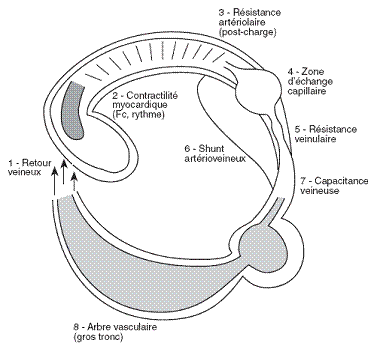 3 - Résistance
artériolaire
(post-charge)
4 - Zone
d'échange
capillaire
2 - Contractilité
myocardique
(Fc, rythme)
5 - Résistance
veinulaire
6 - Shunt
artérioveineux
1 - Retour
veineux
7 - Capacitance
veineuse
8 - Arbre vasculaire
(gros tronc)